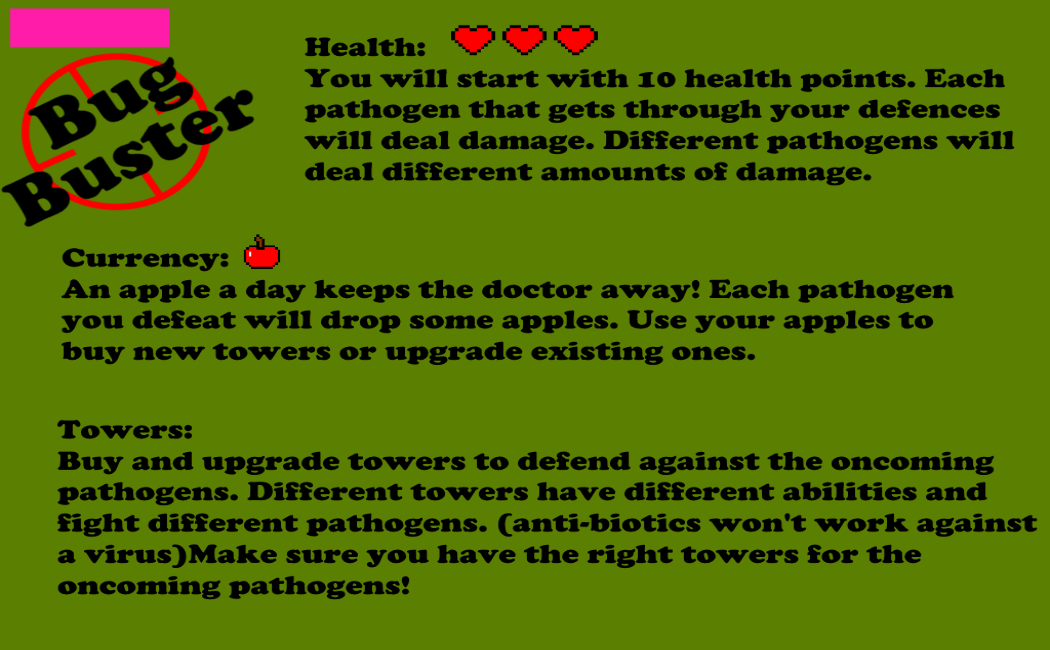 Bug
Buster
Health:
You will start with 10 health points. Each
pathogen that gets through your defences
will deal damage. Different pathogens will
deal different amounts of damage.
Currency:
An apple a day keeps the doctor away! Each pathogen
you defeat will drop some apples. Use your apples to
buy new towers or upgrade existing ones.
Towers:
Buy and upgrade towers to defend against the oncoming
pathogens. Different towers have different abilities and
fight different pathogens. (anti-biotics won't work against
a virus)Make sure you have the right towers for the
oncoming pathogens!